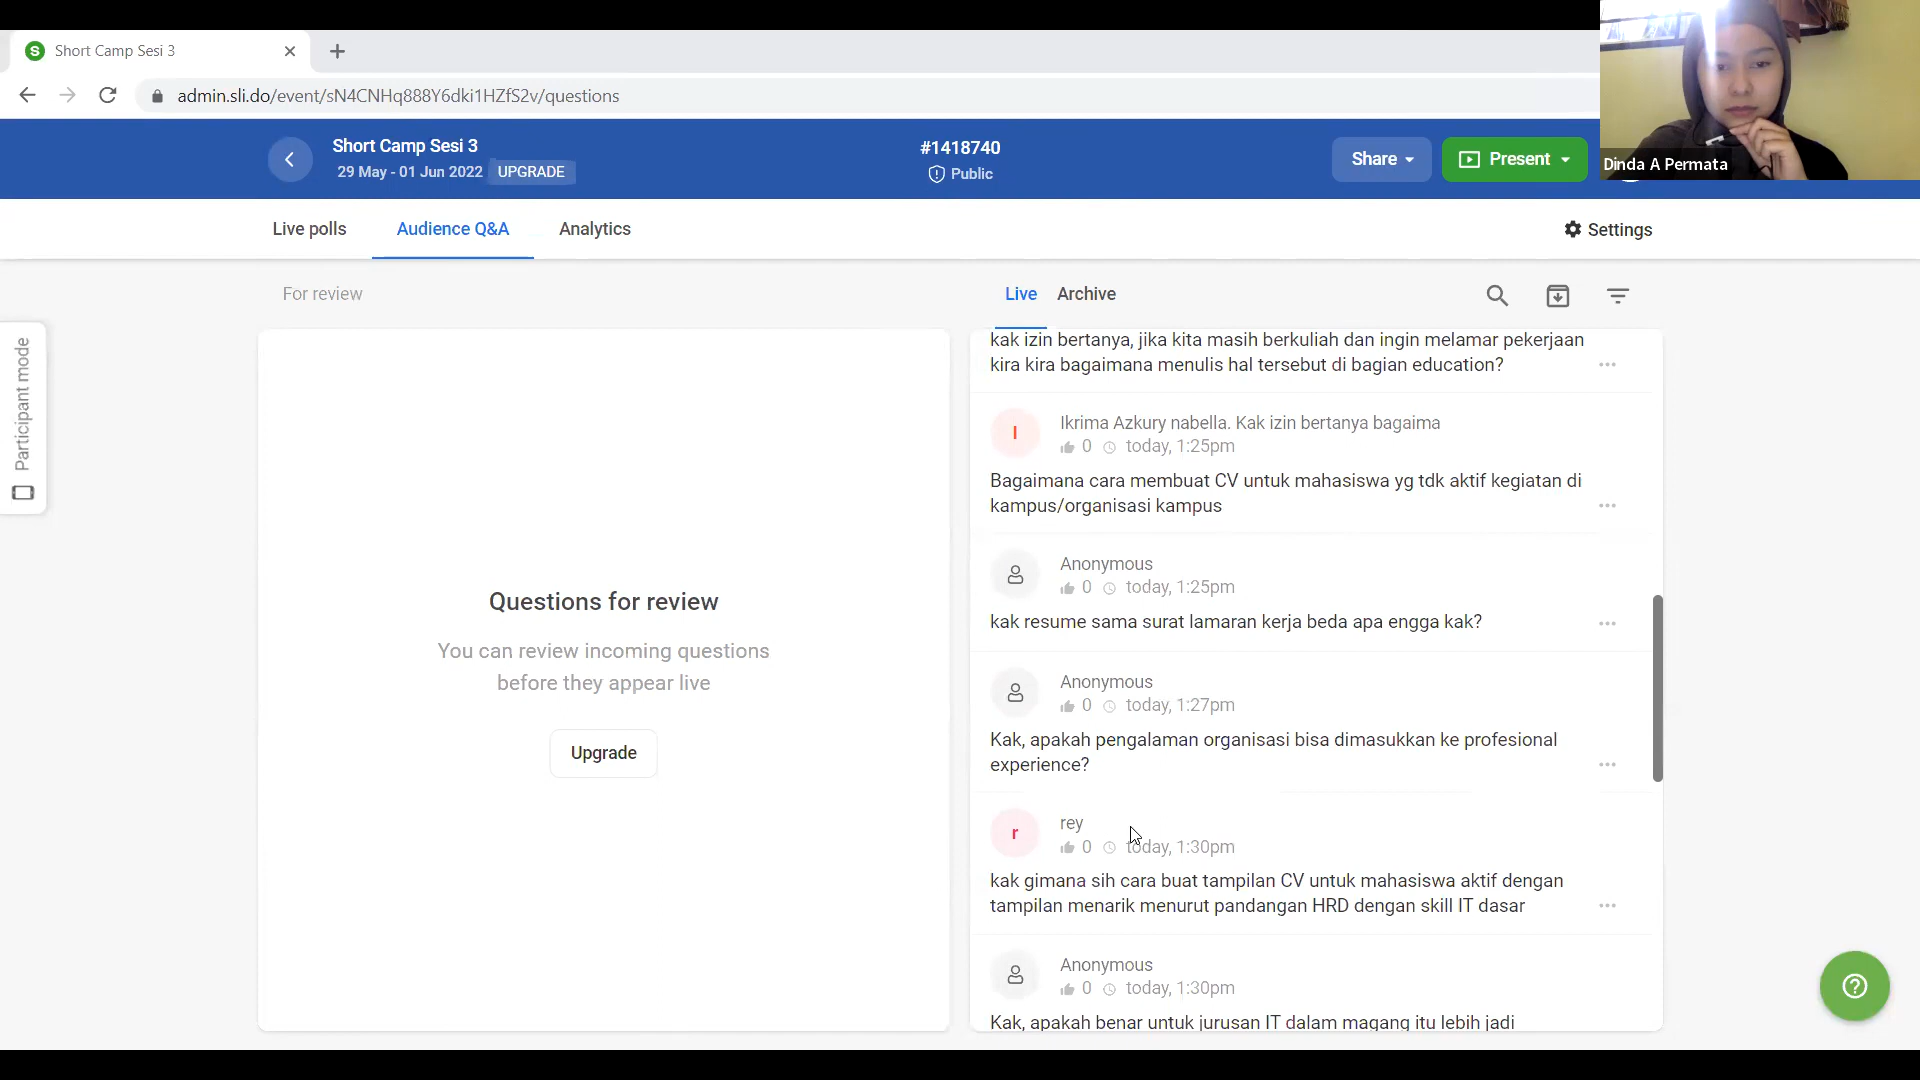 Short Camp Sesi 3
admin.sli.do/event/sN4CNHq888Y6dki1HZfS2v/questions
Short Camp Sesi 3
29 May - 01 Jun 2022 UPGRADE
#1418740
Public
Share
Present
Dinda A Permata
Live polls
Audience Q&A
Analytics
Settings
Participant mode
For review
Questions for review
You can review incoming questions
before they appear live
Upgrade
Live
Archive
kak izin bertanya, jika kita masih berkuliah dan ingin melamar pekerjaan
kira kira bagaimana menulis hal tersebut di bagian education?
I
Ikrima Azkury nabella. Kak izin bertanya bagaima
0 today, 1:25pm
Bagaimana cara membuat CV untuk mahasiswa yg tdk aktif kegiatan di
kampus/organisasi kampus
Anonymous
0 today, 1:25pm
kak resume sama surat lamaran kerja beda apa engga kak?
Anonymous
0 today, 1:27pm
Kak, apakah pengalaman organisasi bisa dimasukkan ke profesional
experience?
r
rey
0 today, 1:30pm
kak gimana sih cara buat tampilan CV untuk mahasiswa aktif dengan
tampilan menarik menurut pandangan HRD dengan skill IT dasar
Anonymous
0 today, 1:30pm
Kak, apakah benar untuk jurusan IT dalam magang itu lebih jadi